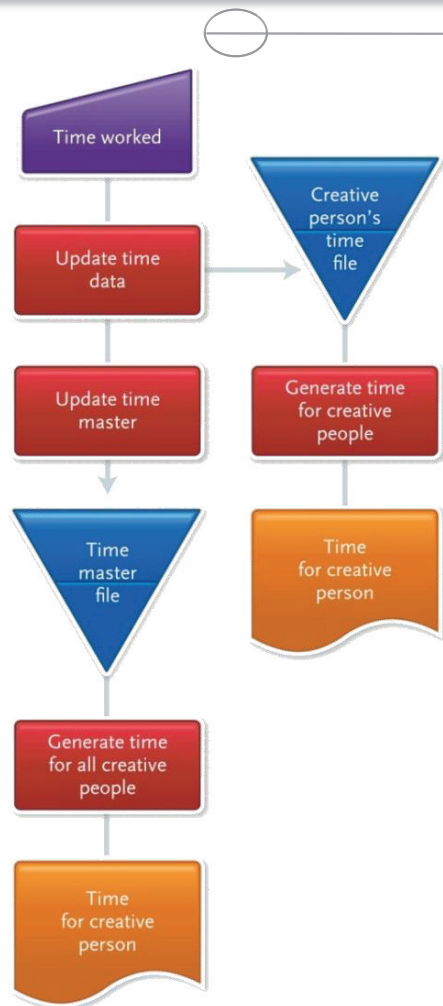 Time worked
Update time
data
Creative
person's
time
file
Update time
master
Generate time
for creative
people
Time
master
file
Time
for creative
person
Generate time
for all creative
people
Time
for creative
person